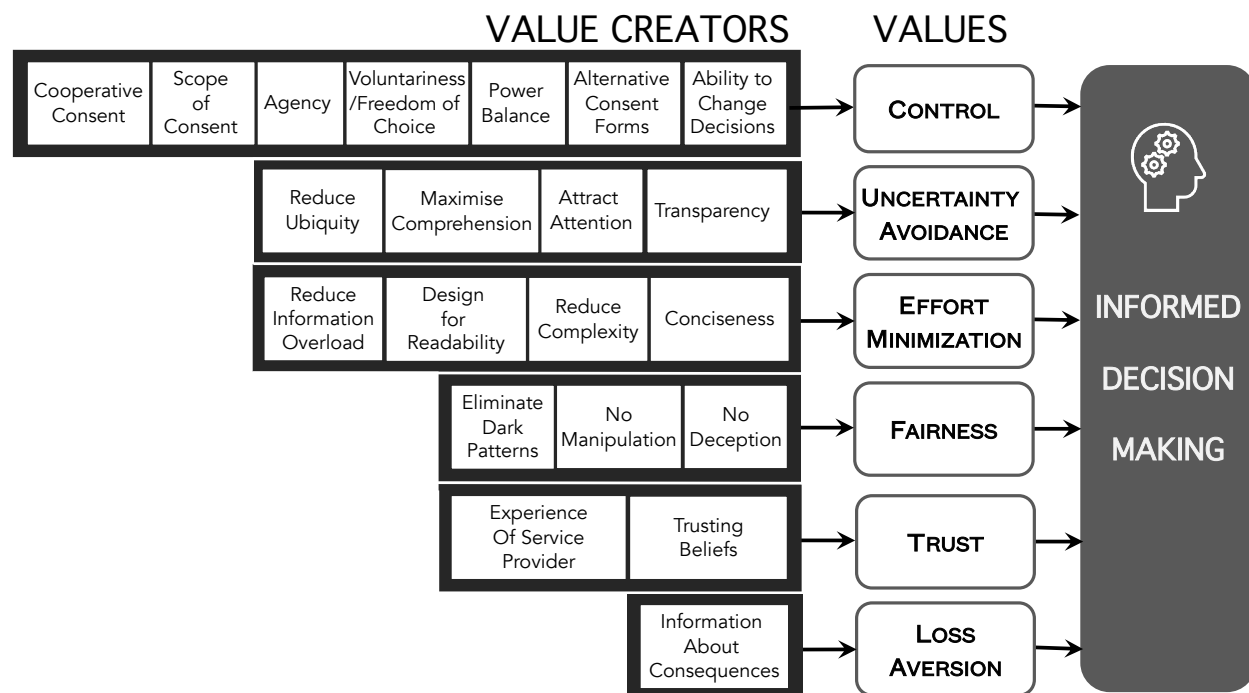 VALUE CREATORS
VALUES
Cooperative
Consent
Scope
of
Consent
Agency
Voluntariness
/Freedom of
Choice
Power
Balance
Alternative
Consent
Forms
Ability to
Change
Decisions
CONTROL
Reduce
Ubiquity
Maximise
Comprehension
Attract
Attention
Transparency
UNCERTAINTY
AVOIDANCE
Reduce
Information
Overload
Design
for
Readability
Reduce
Complexity
Conciseness
EFFORT
MINIMIZATION
Eliminate
Dark
Patterns
No
Manipulation
No
Deception
FAIRNESS
Experience
Of Service
Provider
Trusting
Beliefs
TRUST
Information
About
Consequences
LOSS
AVERSION
INFORMED
DECISION
MAKING